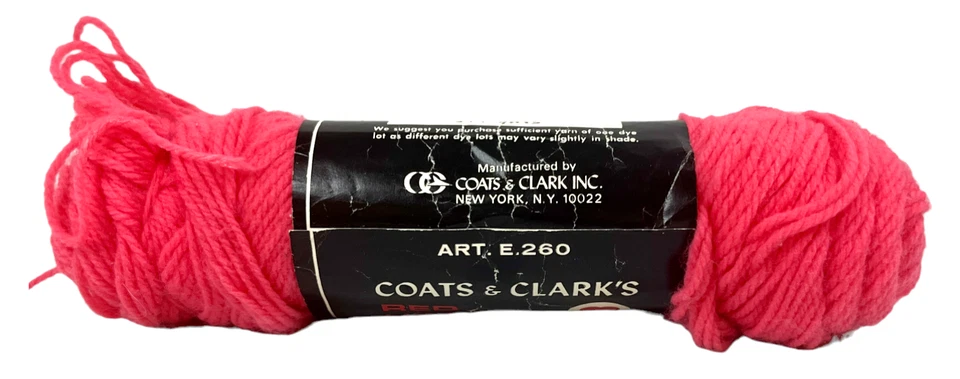 We suggest you purchase sufficient yarn of one dye
lot as different dye lots may vary slightly in shade.
Manufactured by
COATS & CLARK INC.
NEW YORK, N.Y. 10022
ART. E.260
COATS & CLARK'S
RED